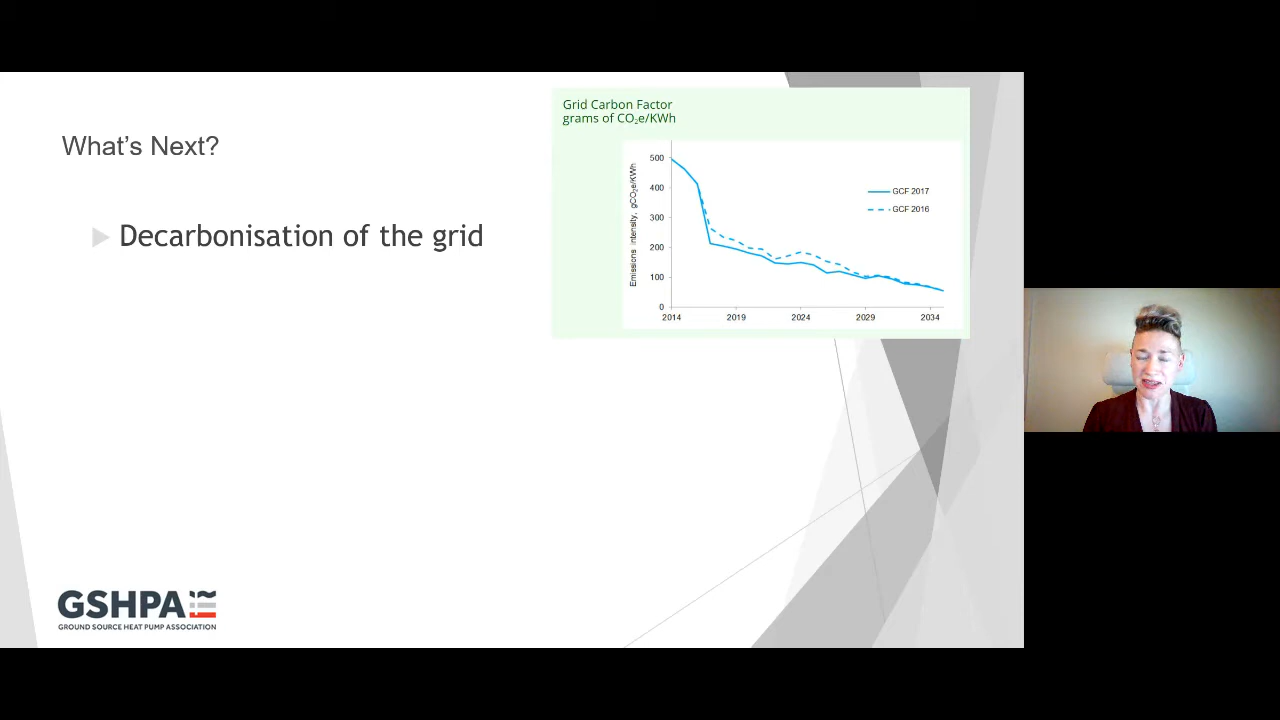 What's Next?
Decarbonisation of the grid
Grid Carbon Factor
grams of CO₂e/KWh
Emissions intensity, gCO₂e/KWh
500
400
300
200
100
0
2014
2019
2024
2029
2034
GCF 2017
GCF 2016
GSHPA
GROUND SOURCE HEAT PUMP ASSOCIATION